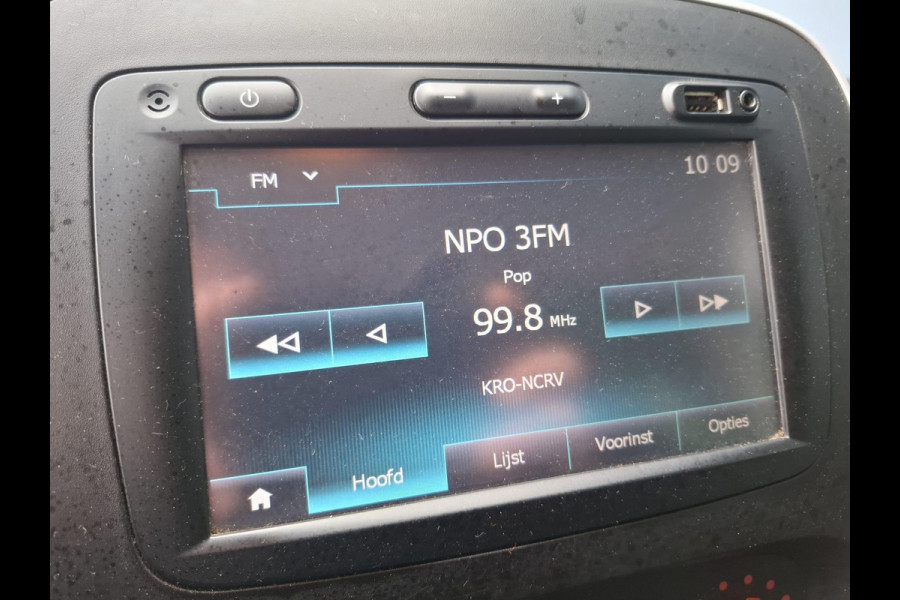 FM
10 09
NPO 3FM
Pop
99.8 MHz
KRO-NCRV
Hoofd
Lijst
Voorinst
Opties